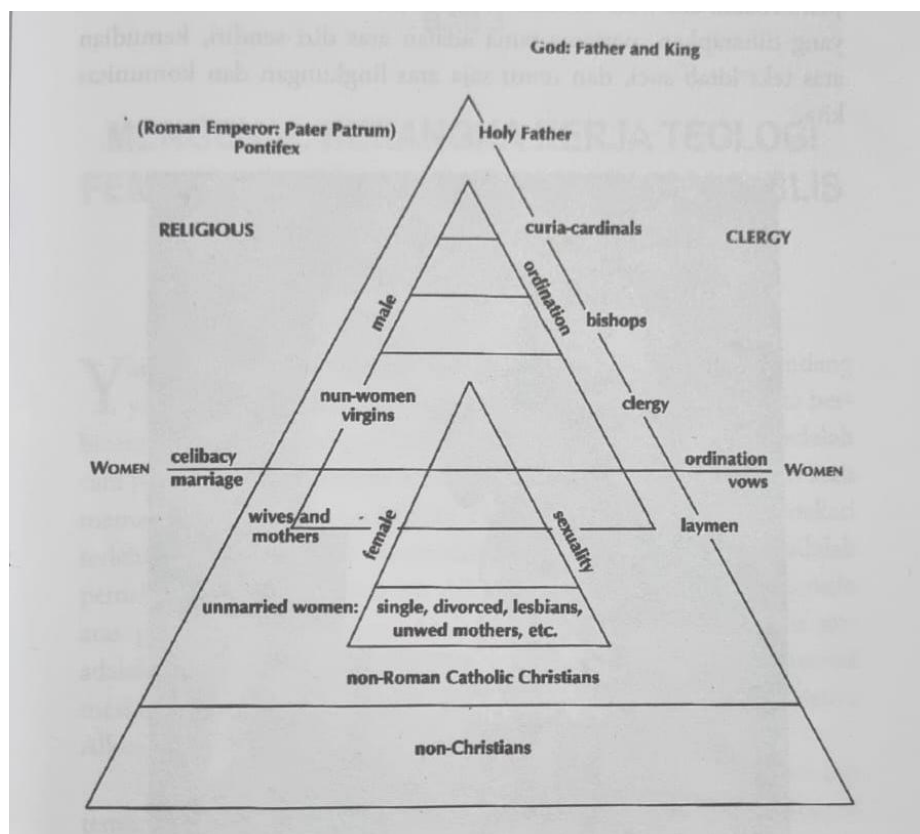 God: Father and King
(Roman Emperor: Pater Patrum)
Pontifex
Holy Father
RELIGIOUS
curia-cardinals
CLERGY
male
ordination
bishops
nun-women
virgins
clergy
WOMEN
celibacy
marriage
ordination
vows
WOMEN
wives and
mothers
female
sexuality
laymen
unmarried women:
single, divorced, lesbians,
unwed mothers, etc.
non-Roman Catholic Christians
non-Christians